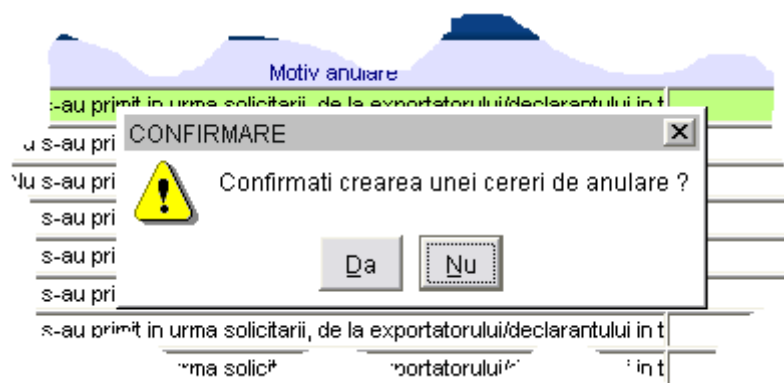 Motiv anulare
s-au primit in urma solicitarii, de la exportatorului/declarantului in t
s-au pri
CONFIRMARE
Nu s-au pri
Confirmati crearea unei cereri de anulare ?
s-au pri
s-au pri
Da
Nu
s-au pri
s-au primit in urma solicitarii, de la exportatorului/declarantului in t
in t